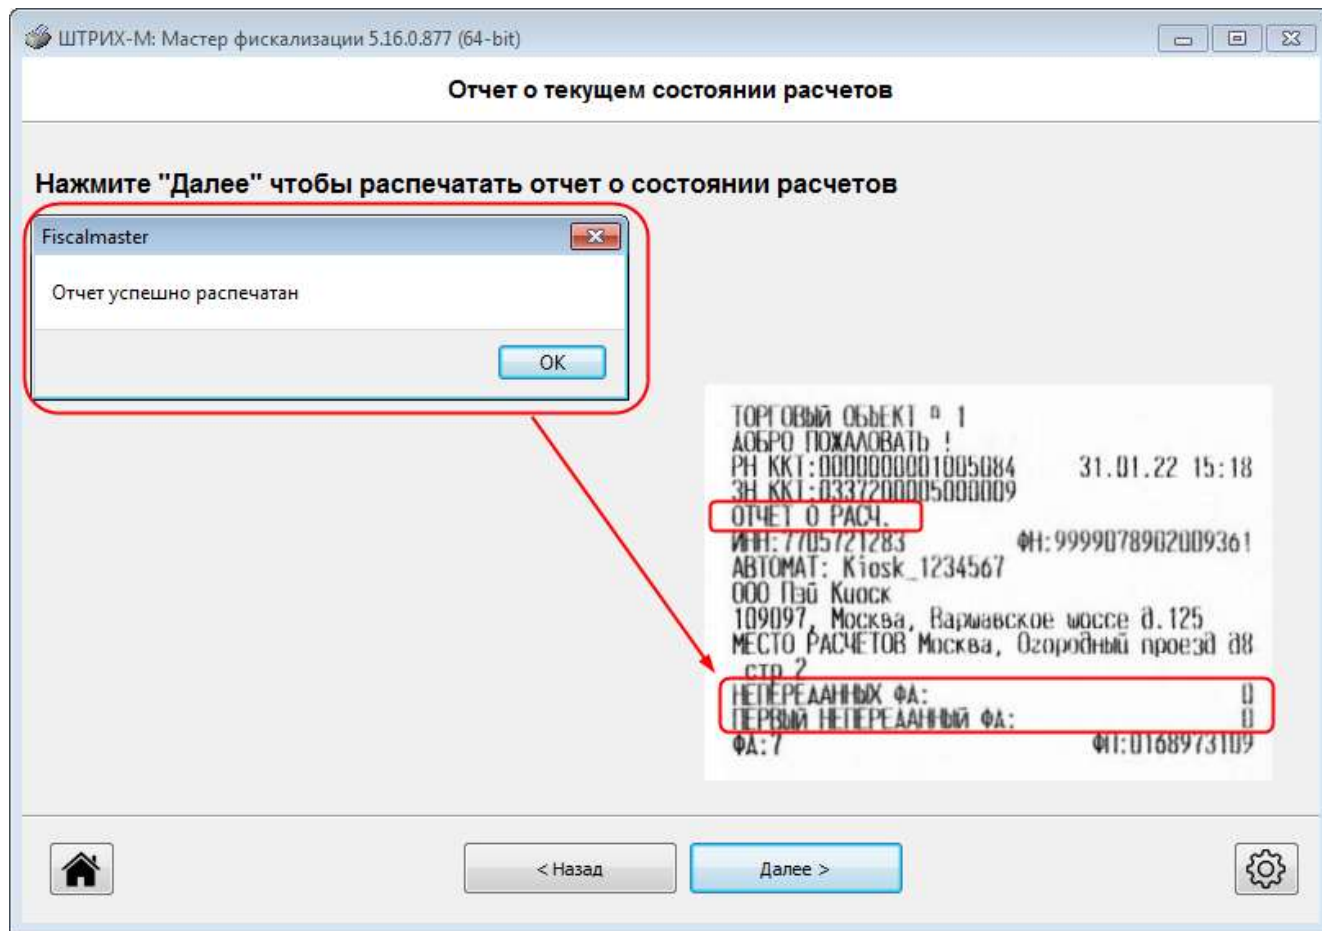 ШТРИХ-М: Мастер фискализации 5.16.0.877 (64-bit)
Отчет о текущем состоянии расчетов
Нажмите "Далее" чтобы распечатать отчет о состоянии расчетов
Fiscalmaster
Отчет успешно распечатан
OK
ТОРГОВЫЙ ОБЪЕКТ 1
ДОБРО ПОЖАЛОВАТЬ !
РН ККТ:0000000001005084 31.01.22 15:18
ЗН ККТ:0337200005000009
ОТЧЕТ О РАСЧ.
ИНН:7705721283 ФН:9999078902009361
АВТОМАТ: Kiosk_1234567
ООО Пэй Киоск
109097, Москва, Варшавское шоссе д.125
МЕСТО РАСЧЕТОВ Москва, Огородный проезд д8
стр 2
НЕПЕРЕДАННЫХ ФД: 0
ПЕРВЫЙ НЕПЕРЕДАННЫЙ ФД: 0
ФД:7 ФП:0168973109
< Назад
Далее >